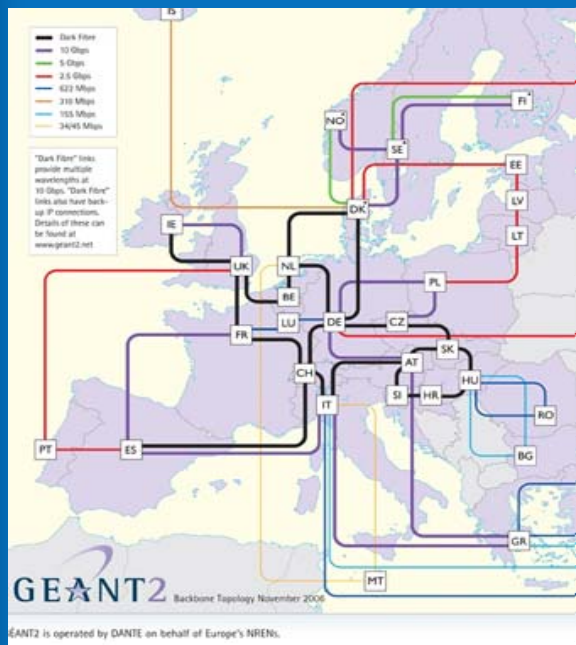 IS
Dark Fibre
10 Gbps
5 Gbps
2.5 Gbps
622 Mbps
310 Mbps
155 Mbps
34/45 Mbps
"Dark Fibre" links
provide multiple
wavelengths at
10 Gbps. "Dark Fibre"
links also have back-
up IP connections.
Details of these can
be found at
www.geant2.net
FI
NO
SE
EE
LV
DK
LT
IE
UK
NL
PL
BE
LU
DE
CZ
FR
SK
AT
CH
HU
IT
SI
HR
RO
PT
ES
BG
GR
MT
GEANT2 Backbone Topology November 2006
GÉANT2 is operated by DANTE on behalf of Europe's NRENs.